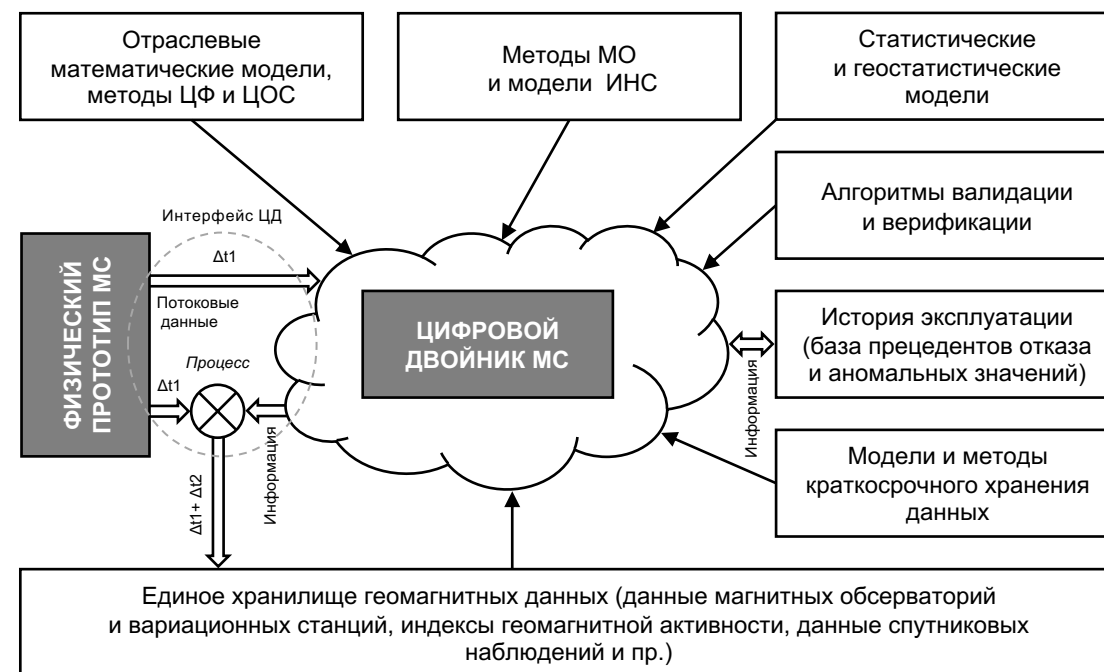 Отраслевые
математические модели,
методы ЦФ и ЦОС
Методы МО
и модели ИНС
Статистические
и геостатистические
модели
Алгоритмы валидации
и верификации
Интерфейс ЦД
Δt1
Потоковые
данные
ФИЗИЧЕСКИЙ
ПРОТОТИП МС
Процесс
Δt1
Информация
Δt1+ Δt2
ЦИФРОВОЙ
ДВОЙНИК МС
Информация
История эксплуатации
(база прецедентов отказа
и аномальных значений)
Модели и методы
краткосрочного хранения
данных
Единое хранилище геомагнитных данных (данные магнитных обсерваторий
и вариационных станций, индексы геомагнитной активности, данные спутниковых
наблюдений и пр.)